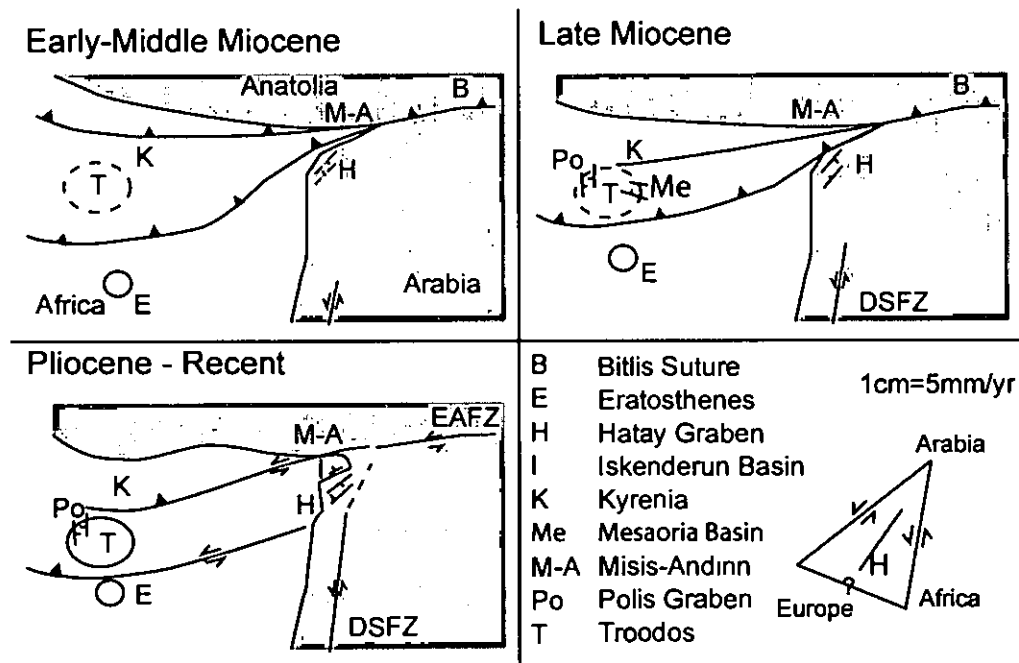 Early-Middle Miocene
Anatolia
B
M-A
K
H
T
Africa
E
Arabia
Late Miocene
B
M-A
Po
K
H
T
Me
E
DSFZ
Pliocene - Recent
EAFZ
M-A
K
Po
H
T
E
DSFZ
B Bitlis Suture
E Eratosthenes
H Hatay Graben
I Iskenderun Basin
K Kyrenia
Me Mesaoria Basin
M-A Misis-Andınn
Po Polis Graben
T Troodos
1cm=5mm/yr
Arabia
H
?
Europe
Africa